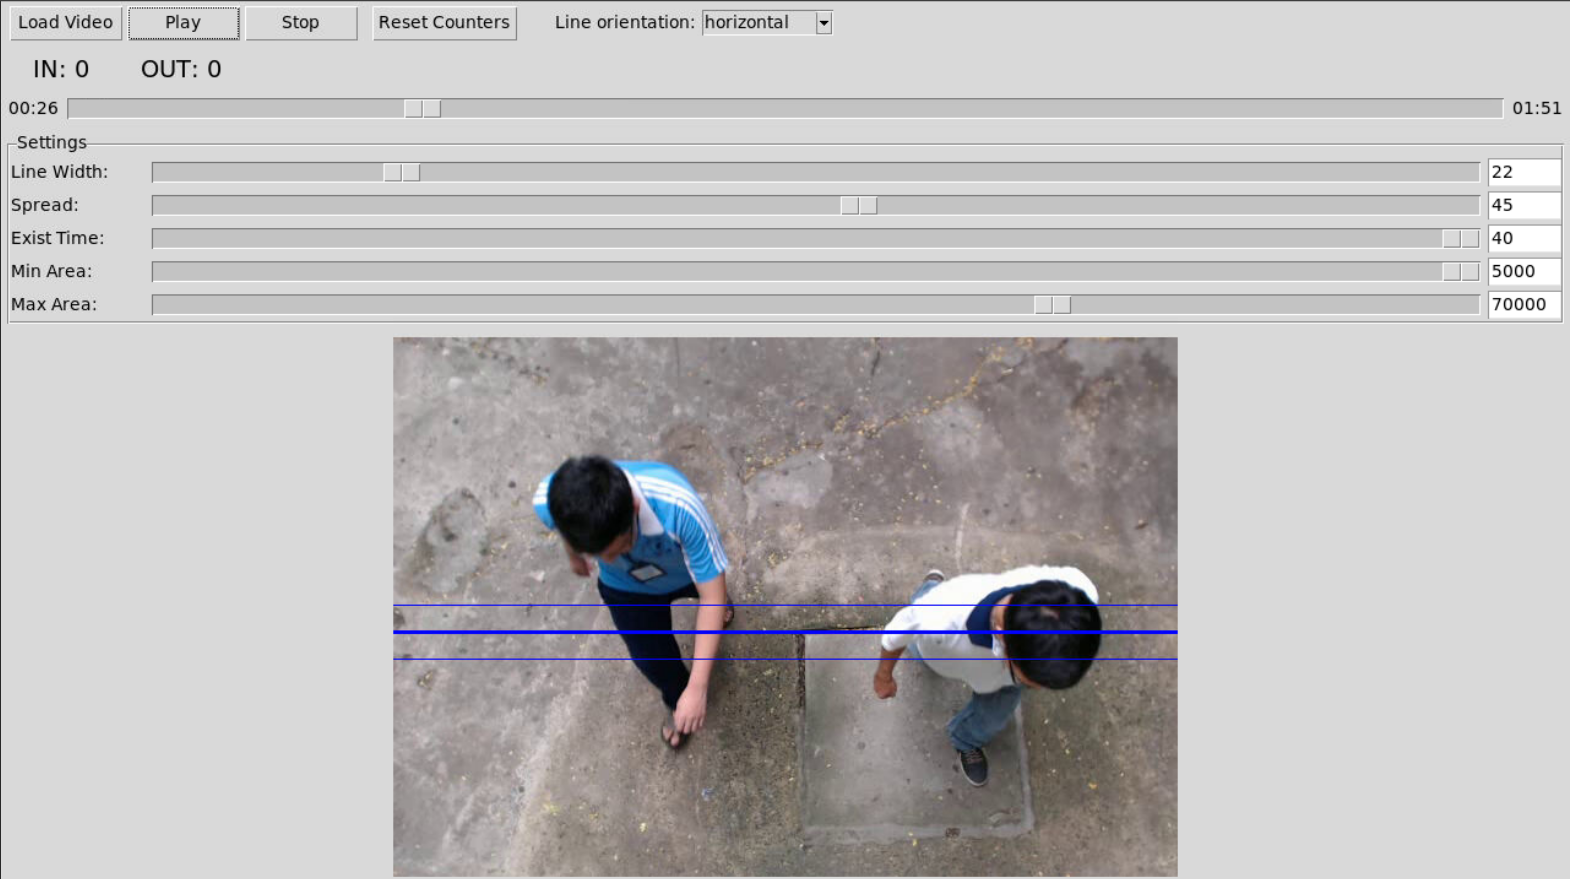 Load Video Play Stop Reset Counters Line orientation: horizontal
IN: 0 OUT: 0
00:26 01:51
Settings
Line Width: 22
Spread: 45
Exist Time: 40
Min Area: 5000
Max Area: 70000